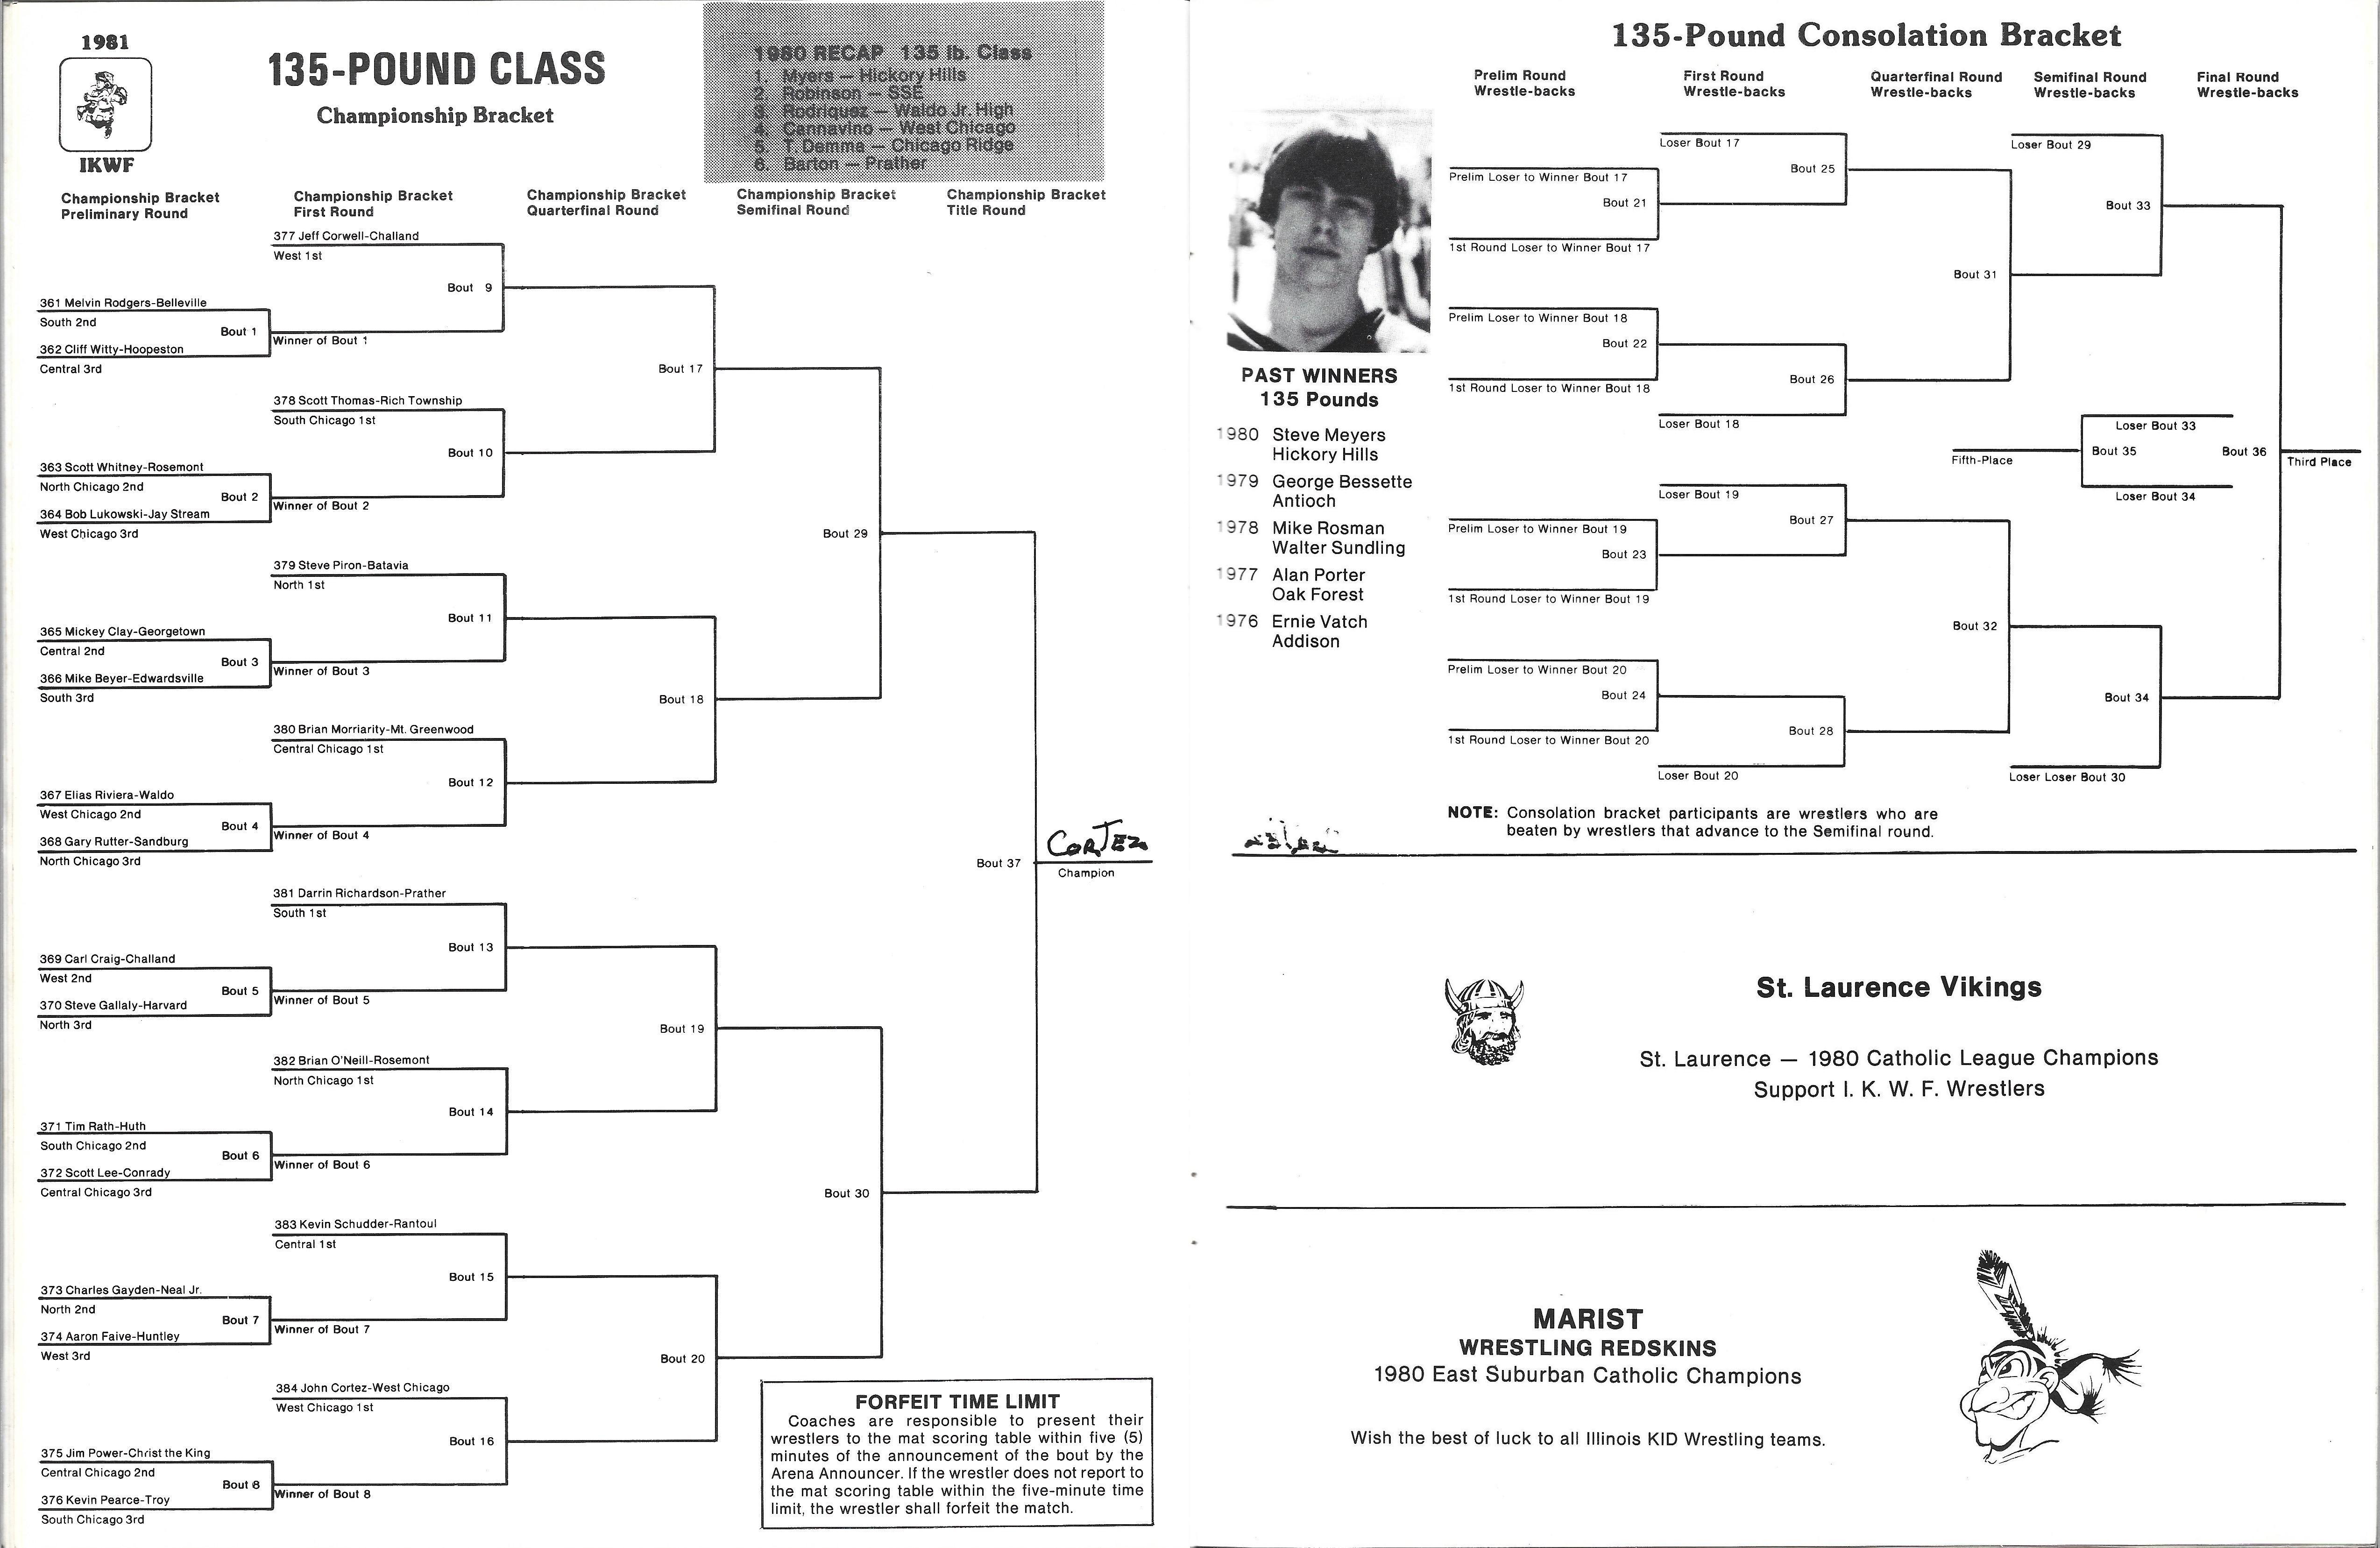 1981
IKWF
135-POUND CLASS
Championship Bracket
1980 RECAP 135 lb. Class
1. Myers — Hickory Hills
2. Robinson — SSE
3. Rodriquez — Waldo Jr. High
4. Cannavino — West Chicago
5. T. Demma — Chicago Ridge
6. Barton — Prather
Championship Bracket
Preliminary Round
Championship Bracket
First Round
Championship Bracket
Quarterfinal Round
Championship Bracket
Semifinal Round
Championship Bracket
Title Round
377 Jeff Corwell-Challand
West 1st
Bout 9
361 Melvin Rodgers-Belleville
South 2nd
Bout 1
362 Cliff Witty-Hoopeston
Central 3rd
Winner of Bout 1
Bout 17
378 Scott Thomas-Rich Township
South Chicago 1st
Bout 10
363 Scott Whitney-Rosemont
North Chicago 2nd
Bout 2
364 Bob Lukowski-Jay Stream
West Chicago 3rd
Winner of Bout 2
Bout 29
379 Steve Piron-Batavia
North 1st
Bout 11
365 Mickey Clay-Georgetown
Central 2nd
Bout 3
366 Mike Beyer-Edwardsville
South 3rd
Winner of Bout 3
Bout 18
380 Brian Morriarity-Mt. Greenwood
Central Chicago 1st
Bout 12
367 Elias Riviera-Waldo
West Chicago 2nd
Bout 4
368 Gary Rutter-Sandburg
North Chicago 3rd
Winner of Bout 4
Bout 37
CORTEZ
Champion
381 Darrin Richardson-Prather
South 1st
Bout 13
369 Carl Craig-Challand
West 2nd
Bout 5
370 Steve Gallaly-Harvard
North 3rd
Winner of Bout 5
Bout 19
382 Brian O'Neill-Rosemont
North Chicago 1st
Bout 14
371 Tim Rath-Huth
South Chicago 2nd
Bout 6
372 Scott Lee-Conrady
Central Chicago 3rd
Winner of Bout 6
Bout 30
383 Kevin Schudder-Rantoul
Central 1st
Bout 15
373 Charles Gayden-Neal Jr.
North 2nd
Bout 7
374 Aaron Faive-Huntley
West 3rd
Winner of Bout 7
Bout 20
384 John Cortez-West Chicago
West Chicago 1st
Bout 16
375 Jim Power-Christ the King
Central Chicago 2nd
Bout 8
376 Kevin Pearce-Troy
South Chicago 3rd
Winner of Bout 8
FORFEIT TIME LIMIT
Coaches are responsible to present their
wrestlers to the mat scoring table within five (5)
minutes of the announcement of the bout by the
Arena Announcer. If the wrestler does not report to
the mat scoring table within the five-minute time
limit, the wrestler shall forfeit the match.
135-Pound Consolation Bracket
Prelim Round
Wrestle-backs
First Round
Wrestle-backs
Quarterfinal Round
Wrestle-backs
Semifinal Round
Wrestle-backs
Final Round
Wrestle-backs
PAST WINNERS
135 Pounds
1980 Steve Meyers
Hickory Hills
1979 George Bessette
Antioch
1978 Mike Rosman
Walter Sundling
1977 Alan Porter
Oak Forest
1976 Ernie Vatch
Addison
Loser Bout 17
Bout 25
Prelim Loser to Winner Bout 17
Bout 21
1st Round Loser to Winner Bout 17
Loser Bout 29
Bout 33
Bout 31
Prelim Loser to Winner Bout 18
Bout 22
1st Round Loser to Winner Bout 18
Bout 26
Loser Bout 18
Loser Bout 33
Fifth-Place
Bout 35
Bout 36
Third Place
Loser Bout 34
Loser Bout 19
Bout 27
Prelim Loser to Winner Bout 19
Bout 23
1st Round Loser to Winner Bout 19
Bout 32
Prelim Loser to Winner Bout 20
Bout 24
1st Round Loser to Winner Bout 20
Bout 28
Loser Bout 20
Bout 34
Loser Loser Bout 30
NOTE: Consolation bracket participants are wrestlers who are
beaten by wrestlers that advance to the Semifinal round.
St. Laurence Vikings
St. Laurence — 1980 Catholic League Champions
Support I. K. W. F. Wrestlers
MARIST
WRESTLING REDSKINS
1980 East Suburban Catholic Champions
Wish the best of luck to all Illinois KID Wrestling teams.